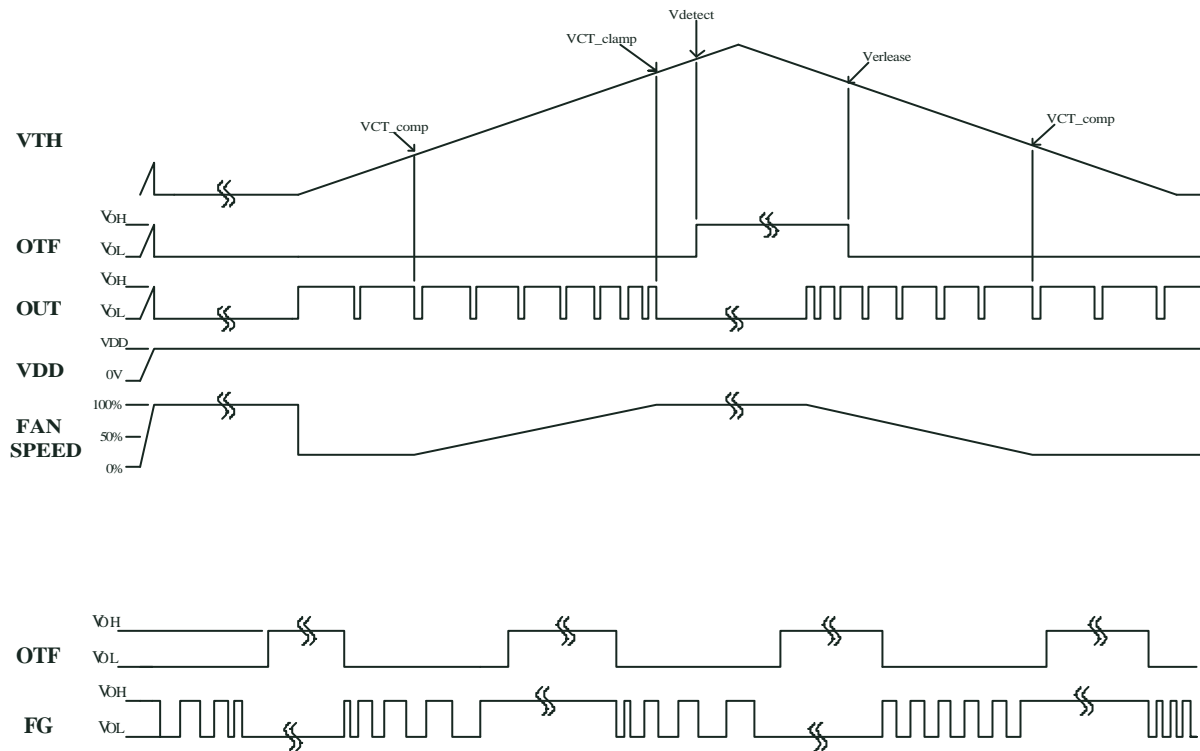 Vdetect
VCT_clamp
Verlease
VCT_comp
VCT_comp
VTH
VOH
OTF
VOL
VOH
OUT
VOL
VDD
VDD
0V
100%
FAN
50%
SPEED
0%
VOH
OTF
VOL
VOH
FG
VOL